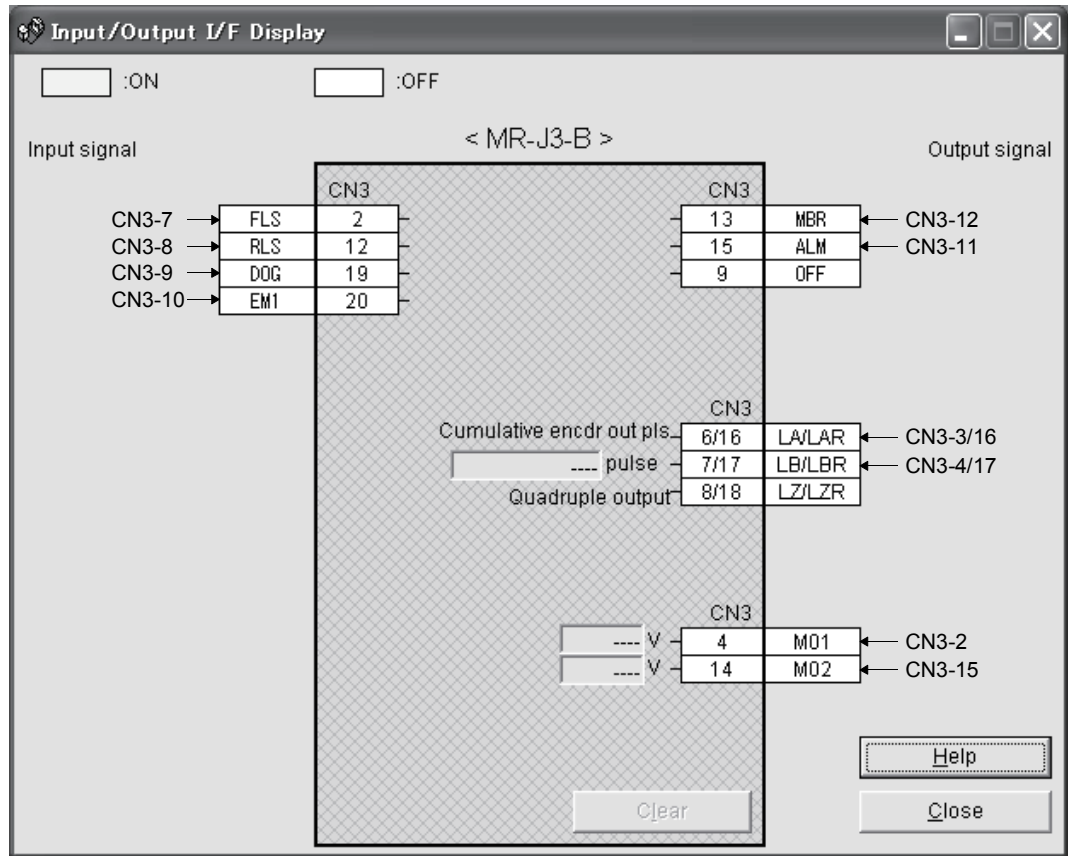 Input/Output I/F Display
:ON :OFF
Input signal < MR-J3-B > Output signal
CN3 CN3
CN3-7 FLS 2 13 MBR CN3-12
CN3-8 RLS 12 15 ALM CN3-11
CN3-9 DOG 19 9 OFF
CN3-10 EM1 20
CN3
Cumulative encdr out pls 6/16 LA/LAR CN3-3/16
---- pulse 7/17 LB/LBR CN3-4/17
Quadruple output 8/18 LZ/LZR
CN3
---- V 4 MO1 CN3-2
---- V 14 MO2 CN3-15
Help
Clear Close